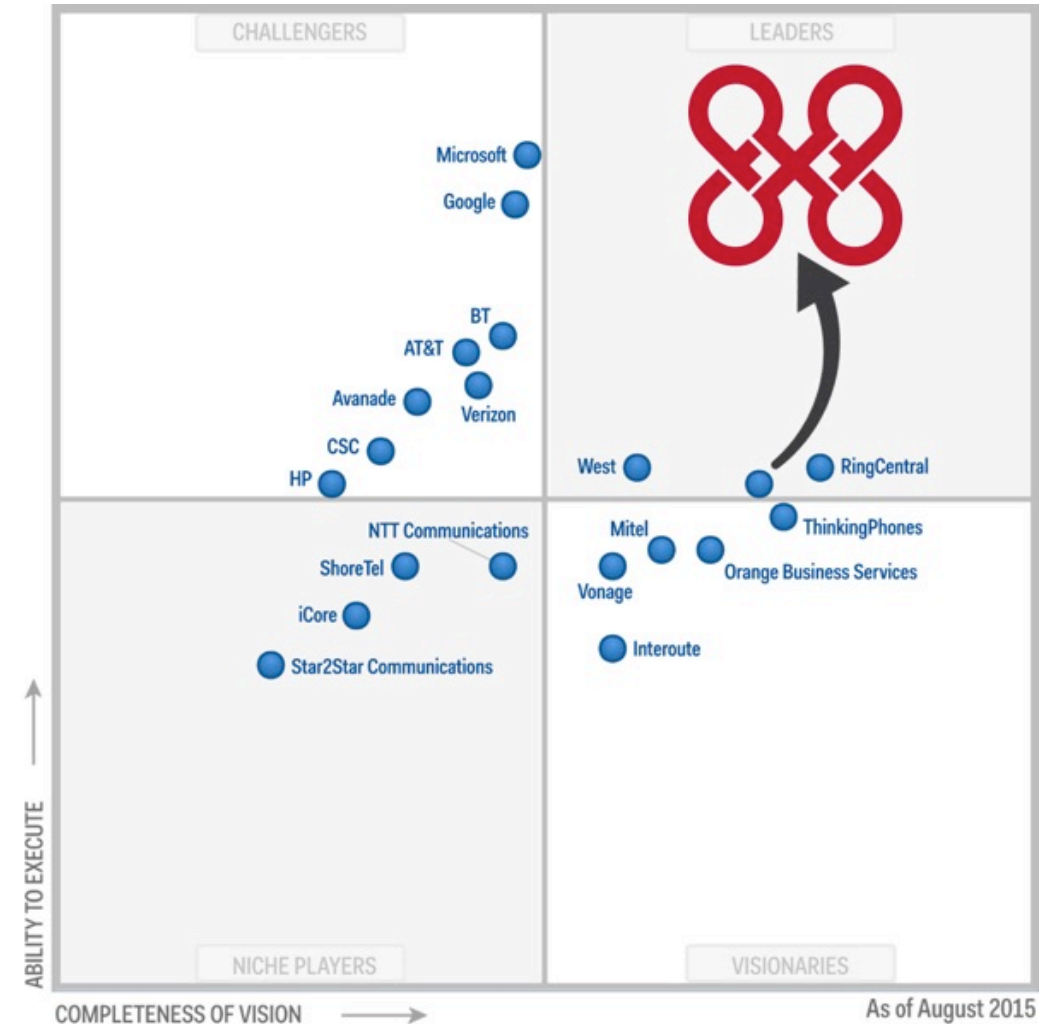 CHALLENGERS
LEADERS
Microsoft
Google
BT
AT&T
Verizon
Avanade
CSC
HP
West
RingCentral
NTT Communications
ShoreTel
iCore
Star2Star Communications
ThinkingPhones
Mitel
Orange Business Services
Vonage
Interoute
NICHE PLAYERS
VISIONARIES
ABILITY TO EXECUTE
COMPLETENESS OF VISION
As of August 2015